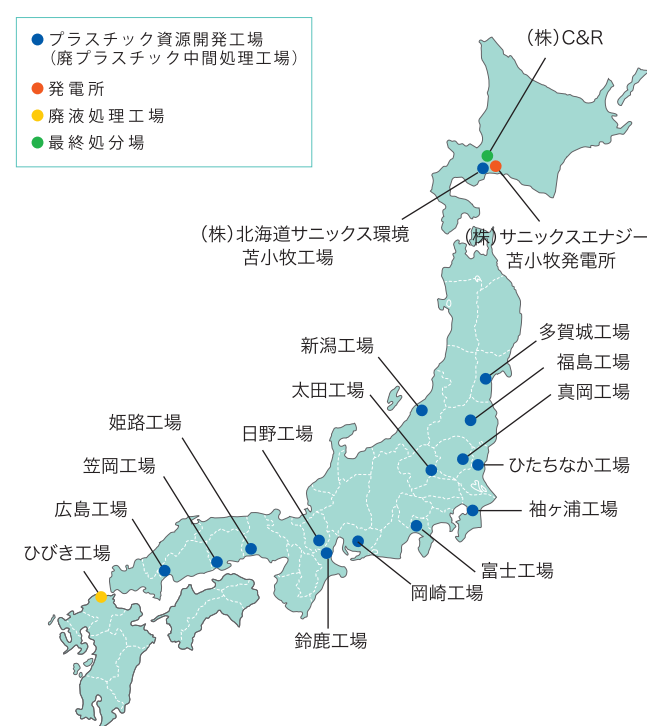 プラスチック資源開発工場
(廃プラスチック中間処理工場)
発電所
廃液処理工場
最終処分場
(株)C&R
(株)北海道サニックス環境
苫小牧工場
(株)サニックスエナジー
苫小牧発電所
多賀城工場
新潟工場
福島工場
太田工場
真岡工場
姫路工場
日野工場
笠岡工場
ひたちなか工場
広島工場
袖ヶ浦工場
ひびき工場
富士工場
岡崎工場
鈴鹿工場